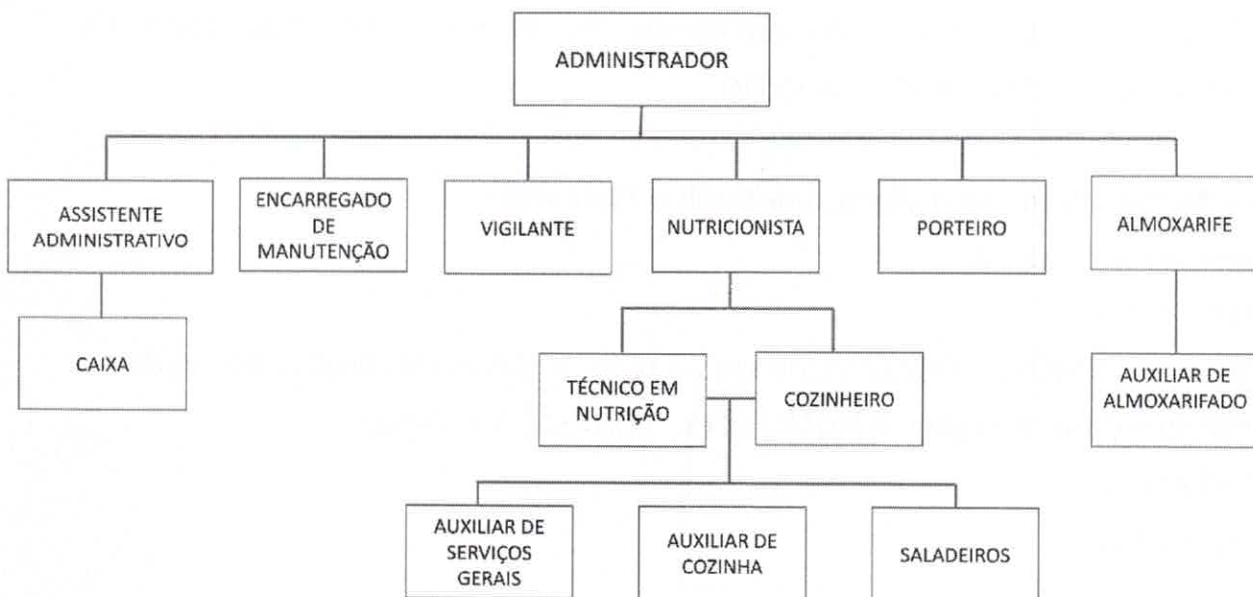 ADMINISTRADOR
ASSISTENTE
ADMINISTRATIVO
ENCARREGADO
DE
MANUTENÇÃO
VIGILANTE
NUTRICIONISTA
PORTEIRO
ALMOXARIFE
CAIXA
TÉCNICO EM
NUTRIÇÃO
COZINHEIRO
AUXILIAR DE
ALMOXARIFADO
AUXILIAR DE
SERVIÇOS
GERAIS
AUXILIAR DE
COZINHA
SALADEIROS